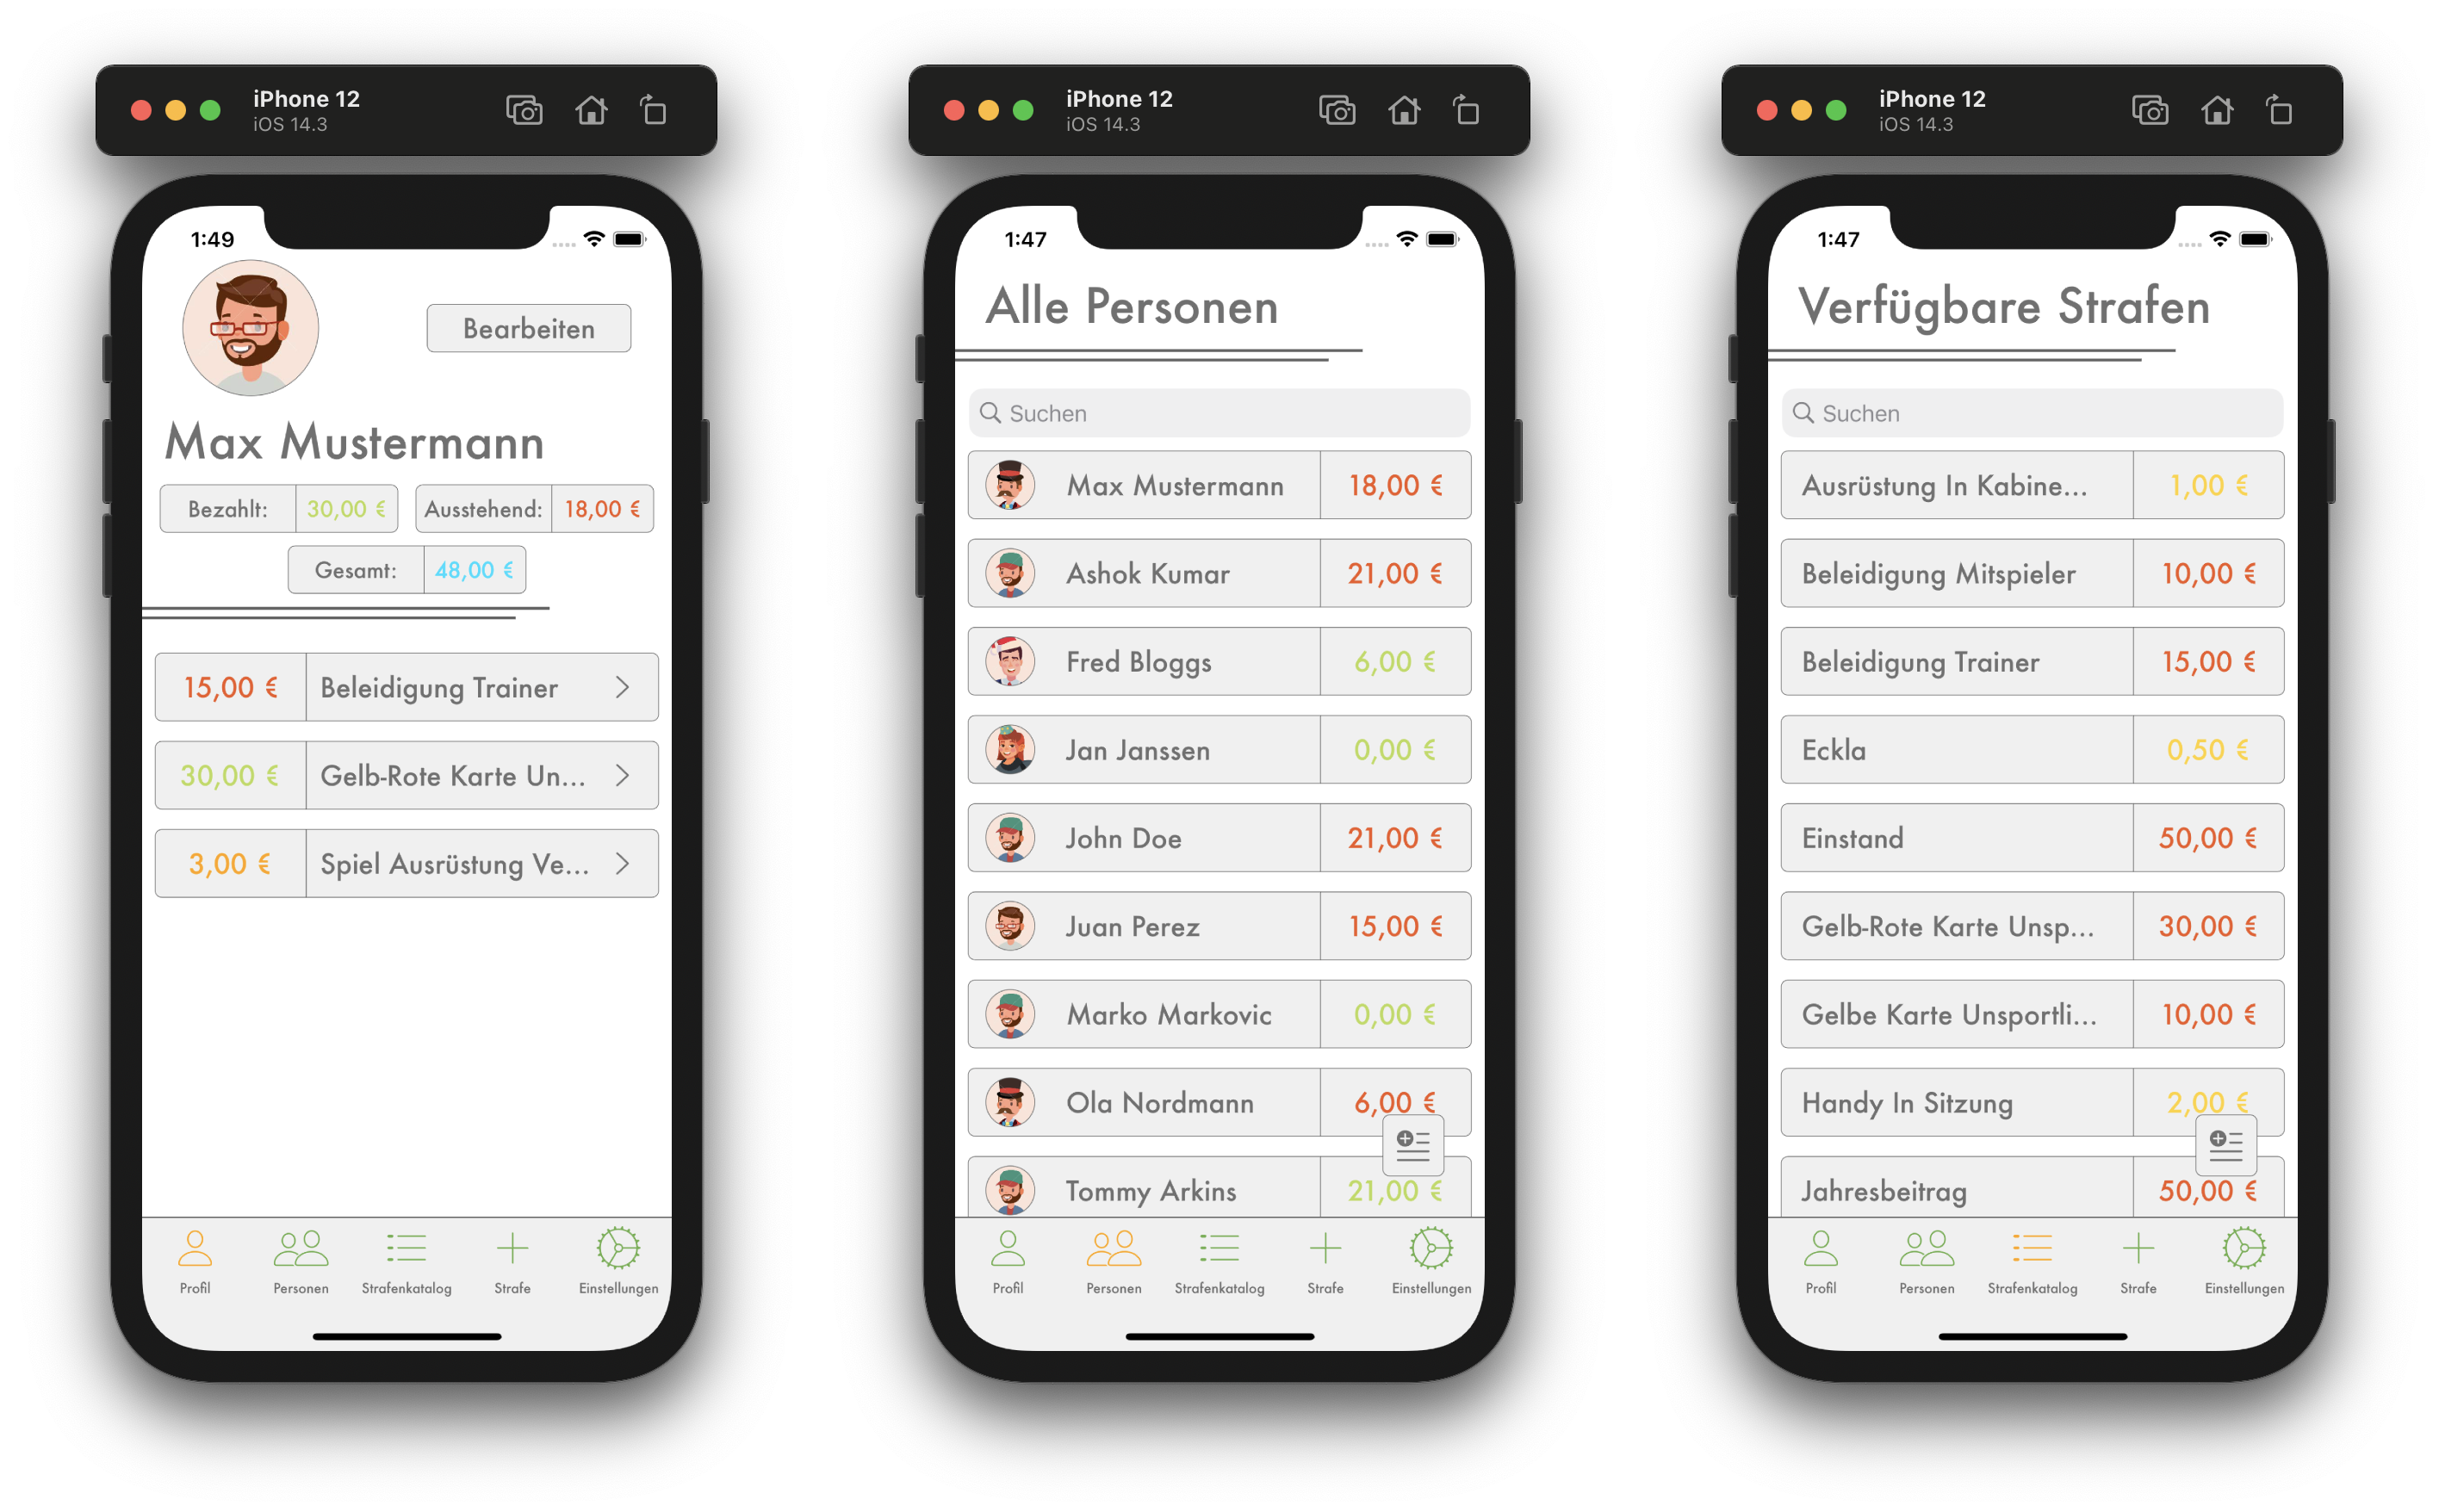 iPhone 12
iOS 14.3
1:49
Bearbeiten
Max Mustermann
Bezahlt: 30,00 € Ausstehend: 18,00 €
Gesamt: 48,00 €
15,00 € Beleidigung Trainer
30,00 € Gelb-Rote Karte Un...
3,00 € Spiel Ausrüstung Ve...
Profil Personen Strafenkatalog Strafe Einstellungen
iPhone 12
iOS 14.3
1:47
Alle Personen
Suchen
Max Mustermann 18,00 €
Ashok Kumar 21,00 €
Fred Bloggs 6,00 €
Jan Janssen 0,00 €
John Doe 21,00 €
Juan Perez 15,00 €
Marko Markovic 0,00 €
Ola Nordmann 6,00 €
Tommy Arkins 21,00 €
Profil Personen Strafenkatalog Strafe Einstellungen
iPhone 12
iOS 14.3
1:47
Verfügbare Strafen
Suchen
Ausrüstung In Kabine... 1,00 €
Beleidigung Mitspieler 10,00 €
Beleidigung Trainer 15,00 €
Eckla 0,50 €
Einstand 50,00 €
Gelb-Rote Karte Unsp... 30,00 €
Gelbe Karte Unsportli... 10,00 €
Handy In Sitzung 2,00 €
Jahresbeitrag 50,00 €
Profil Personen Strafenkatalog Strafe Einstellungen